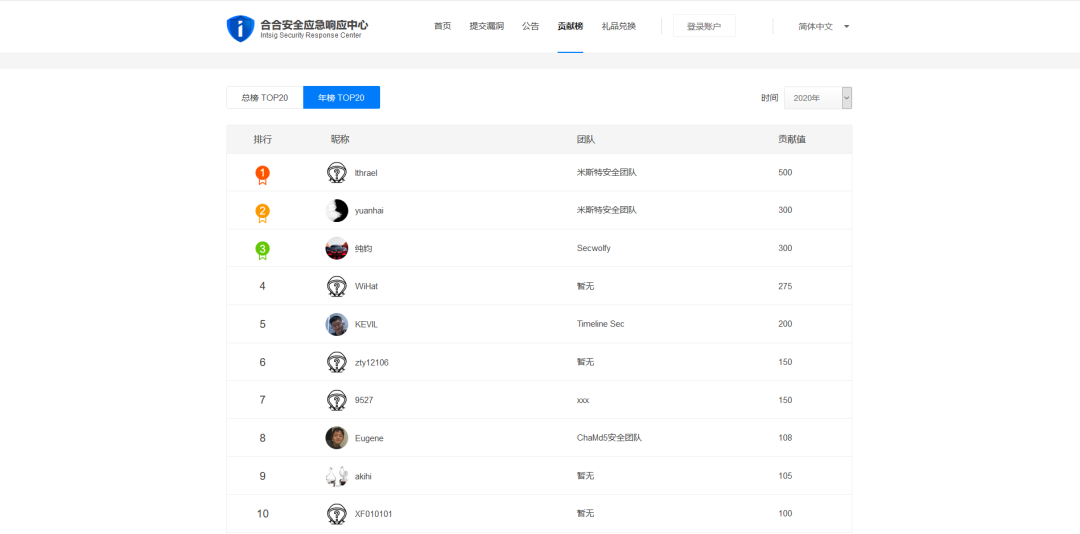 合合安全应急响应中心
Intsig Security Response Center
首页 提交漏洞 公告 贡献榜 礼品兑换 登录账户 简体中文
总榜 TOP20 年榜 TOP20 时间 2020年
排行 昵称 团队 贡献值
1 Ithrael 米斯特安全团队 500
2 yuanhai 米斯特安全团队 300
3 纯钧 Secwolfy 300
4 WiHat 暂无 275
5 KEVIL Timeline Sec 200
6 zty12106 暂无 150
7 9527 xxx 150
8 Eugene ChaMd5安全团队 108
9 akihi 暂无 105
10 XF010101 暂无 100